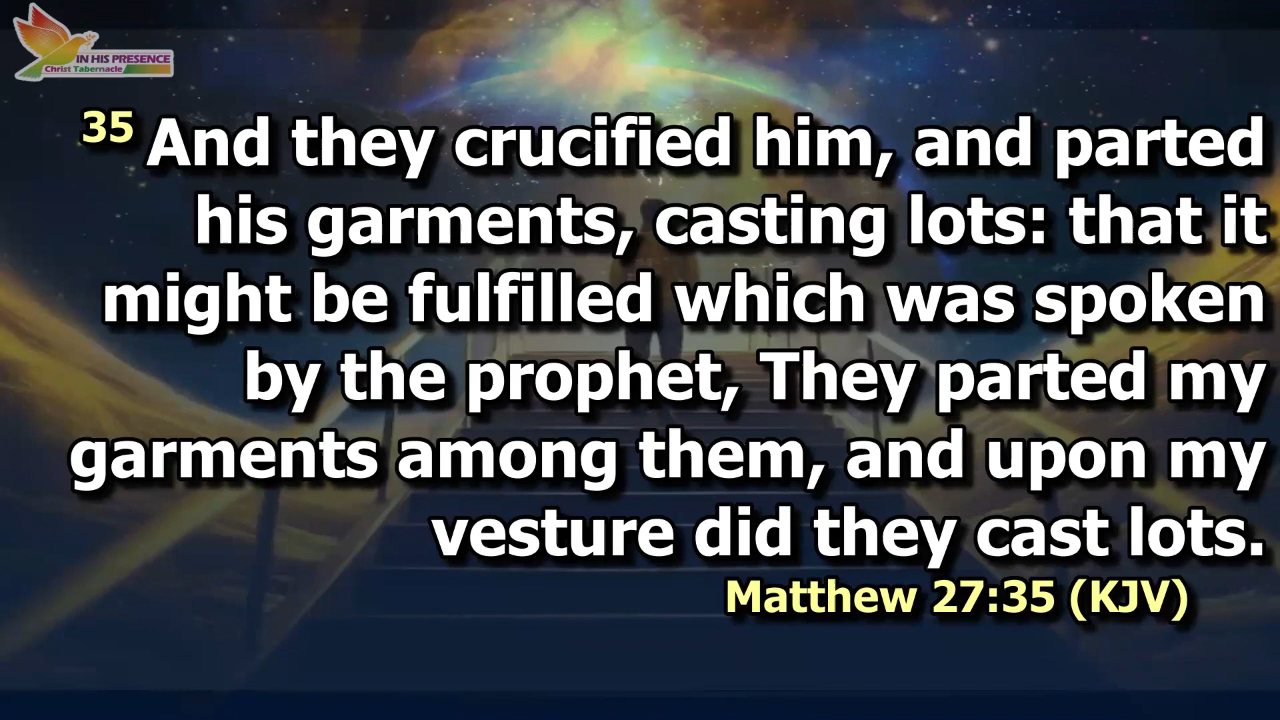 IN HIS PRESENCE
Christ Tabernacle
35 And they crucified him, and parted
his garments, casting lots: that it
might be fulfilled which was spoken
by the prophet, They parted my
garments among them, and upon my
vesture did they cast lots.
Matthew 27:35 (KJV)